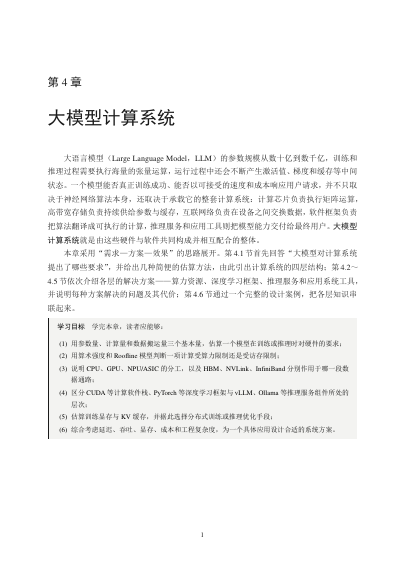 第 4 章
大模型计算系统
大语言模型（Large Language Model，LLM）的参数规模从数十亿到数千亿，训练和
推理过程需要执行海量的张量运算，运行过程中还会不断产生激活值、梯度和缓存等中间
状态。一个模型能否真正训练成功、能否以可接受的速度和成本响应用户请求，并不只取
决于神经网络算法本身，还取决于承载它的整套计算系统：计算芯片负责执行矩阵运算，
高带宽存储负责持续供给参数与缓存，互联网络负责在设备之间交换数据，软件框架负责
把算法翻译成可执行的计算，推理服务和应用工具则把模型能力交付给最终用户。大模型
计算系统就是由这些硬件与软件共同构成并相互配合的整体。
本章采用“需求—方案—效果”的思路展开。第 4.1 节首先回答“大模型对计算系统
提出了哪些要求”，并给出几种简便的估算方法，由此引出计算系统的四层结构；第 4.2～
4.5 节依次介绍各层的解决方案——算力资源、深度学习框架、推理服务和应用系统工具，
并说明每种方案解决的问题及其代价；第 4.6 节通过一个完整的设计案例，把各层知识串
联起来。
学习目标 学完本章，读者应能够：
(1) 用参数量、计算量和数据搬运量三个基本量，估算一个模型在训练或推理时对硬件的要求；
(2) 用算术强度和 Roofline 模型判断一项计算受算力限制还是受访存限制；
(3) 说明 CPU、GPU、NPU/ASIC 的分工，以及 HBM、NVLink、InfiniBand 分别作用于哪一段数
据通路；
(4) 区分 CUDA 等计算软件栈、PyTorch 等深度学习框架与 vLLM、Ollama 等推理服务组件所处的
层次；
(5) 估算训练显存与 KV 缓存，并据此选择分布式训练或推理优化手段；
(6) 综合考虑延迟、吞吐、显存、成本和工程复杂度，为一个具体应用设计合适的系统方案。
1